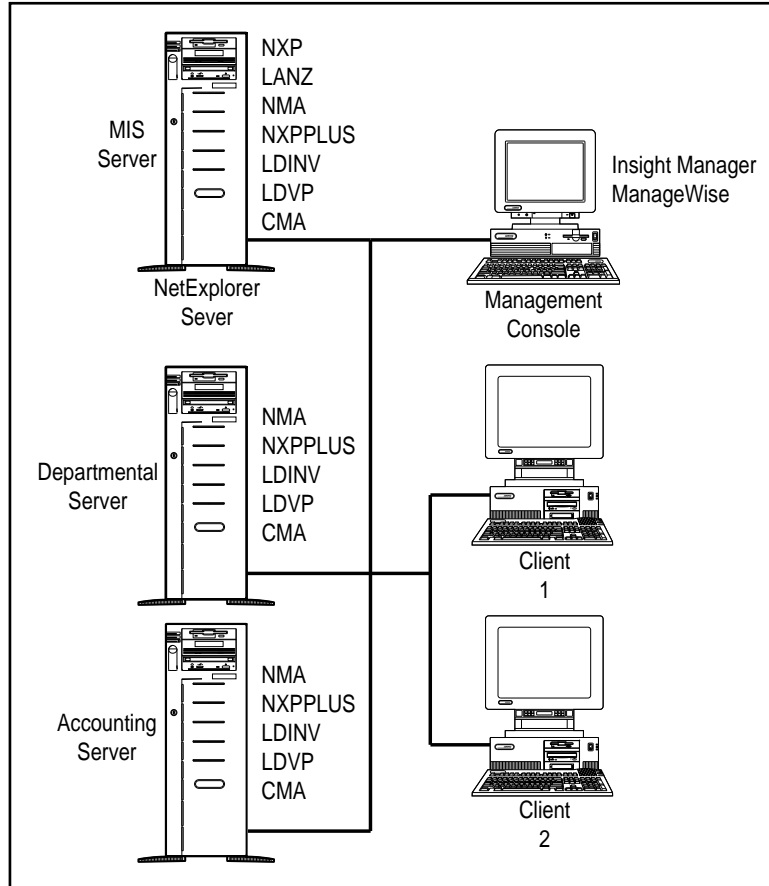 MIS
Server
NXP
LANZ
NMA
NXPPLUS
LDINV
LDVP
CMA
NetExplorer
Sever
Insight Manager
ManageWise
Management
Console
Departmental
Server
NMA
NXPPLUS
LDINV
LDVP
CMA
Client
1
Accounting
Server
NMA
NXPPLUS
LDINV
LDVP
CMA
Client
2